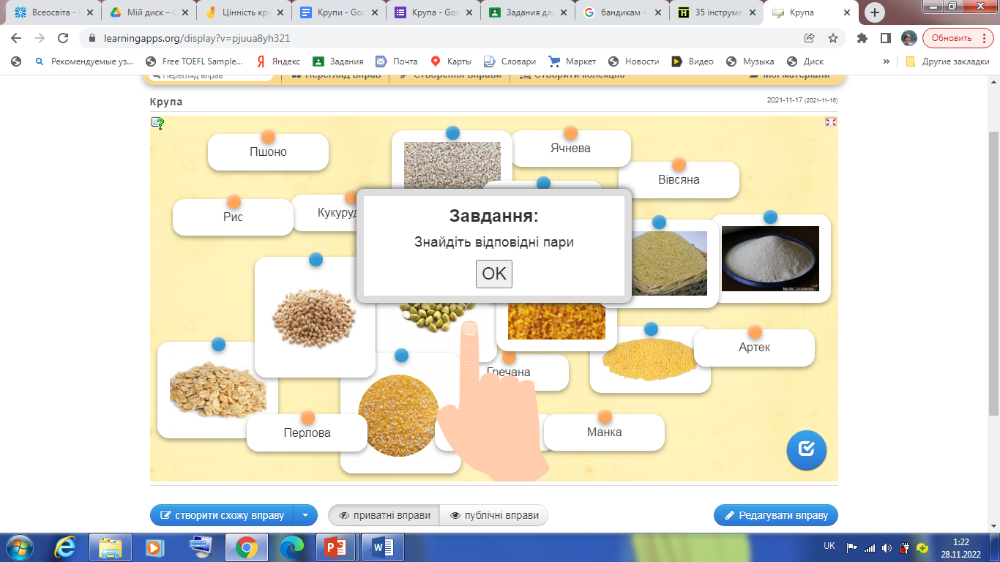 Всеосвіта -
Мій диск –
Цінність кру
Крупи - Goo
Крупа - Goo
Задания для
бандикам -
35 інструме
Крупа
learningapps.org/display?v=pjuua8yh321
Обновить
Рекомендуемые уз...
Free TOEFL Sample...
Яндекс
Задания
Почта
Карты
Словари
Маркет
Новости
Видео
Музыка
Диск
»
Другие закладки
Перегляд вправ
Перегляд вправ
Створення вправи
Створити колекцію
Мої матеріали
Крупа
2021-11-17 (2021-11-16)
Пшоно
Ячнева
Вівсяна
Рис
Кукуруд
Завдання:
Знайдіть відповідні пари
OK
Артек
Гречана
Перлова
Манка
створити схожу вправу
приватні вправи
публічні вправи
Редагувати вправу
UK
1:22
28.11.2022